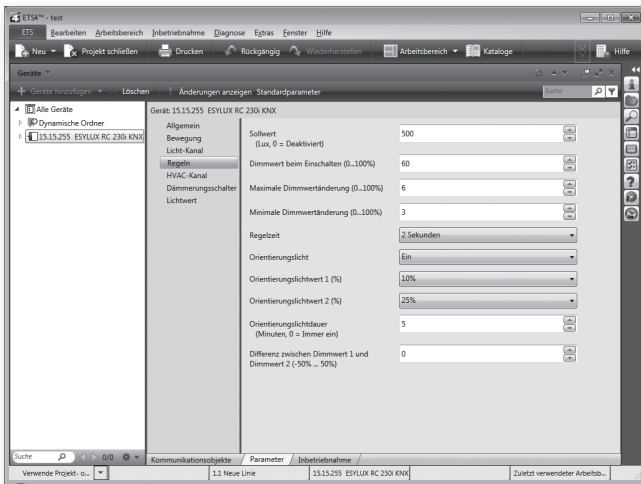 ETS4™ - test
ETS Bearbeiten Arbeitsbereich Inbetriebnahme Diagnose Extras Fenster Hilfe
Neu Projekt schließen Drucken Rückgängig Wiederherstellen Arbeitsbereich Kataloge Hilfe
Geräte
Geräte hinzufügen Löschen Änderungen anzeigen Standardparameter Suche
Alle Geräte
Dynamische Ordner
15.15.255 ESYLUX RC 230i KNX
Gerät: 15.15.255 ESYLUX RC 230i KNX
Allgemein
Bewegung
Licht-Kanal
Regeln
HVAC-Kanal
Dämmerungsschalter
Lichtwert
Sollwert
(Lux, 0 = Deaktiviert)
500
Dimmwert beim Einschalten (0...100%) 60
Maximale Dimmwertänderung (0...100%) 6
Minimale Dimmwertänderung (0...100%) 3
Regelzeit 2 Sekunden
Orientierungslicht Ein
Orientierungslichtwert 1 (%) 10%
Orientierungslichtwert 2 (%) 25%
Orientierungslichtdauer
(Minuten, 0 = Immer ein)
5
Differenz zwischen Dimmwert 1 und
Dimmwert 2 (-50% ... 50%)
0
Suche 0/0
Kommunikationsobjekte Parameter Inbetriebnahme
Verwende Projekt- o... 1.1 Neue Linie 15.15.255 ESYLUX RC 230i KNX Zuletzt verwendeter Arbeitsb...